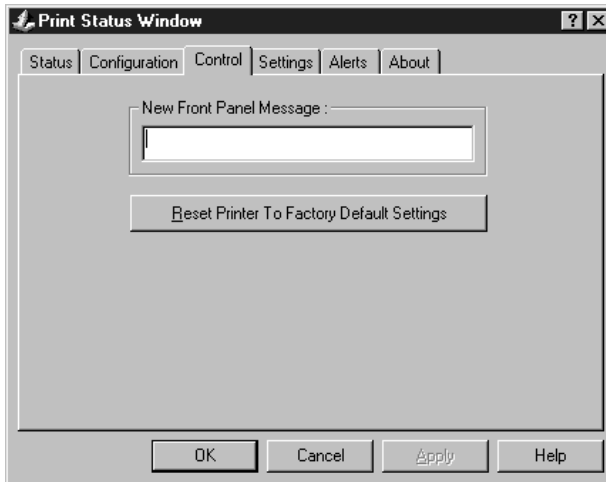 Print Status Window ? X
Status Configuration Control Settings Alerts About
New Front Panel Message :
Reset Printer To Factory Default Settings
OK Cancel Apply Help